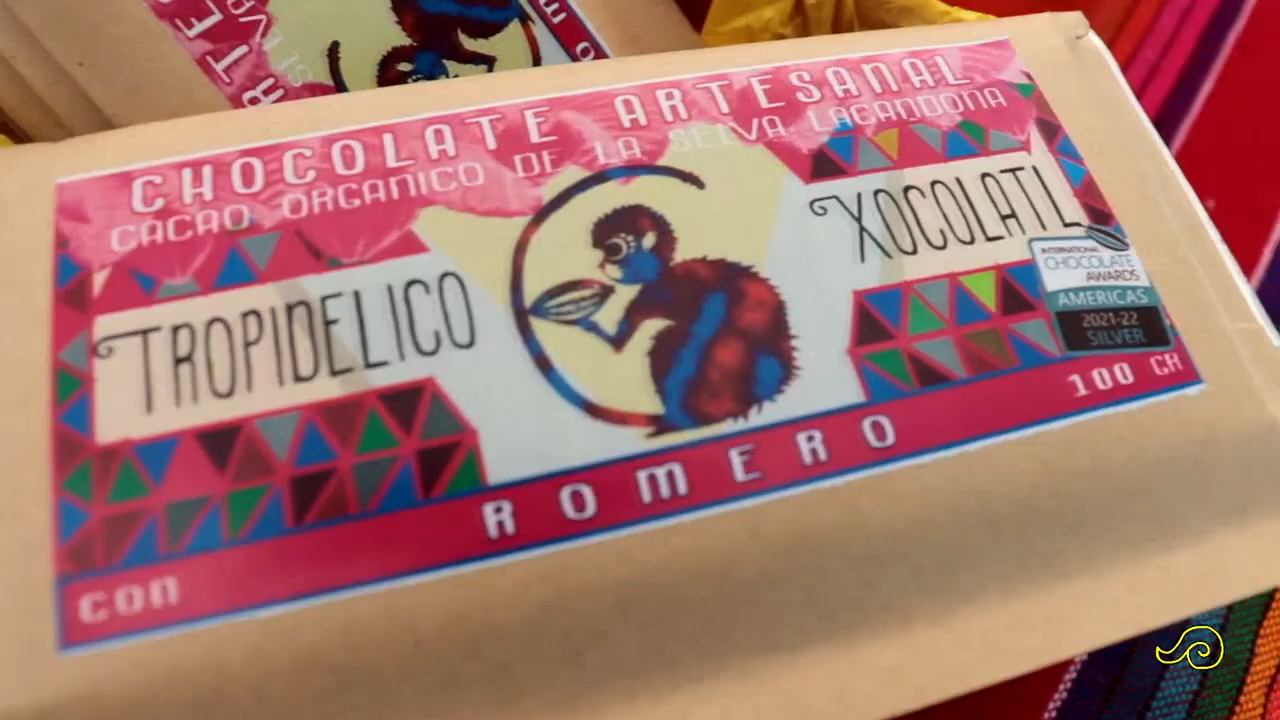 CHOCOLATE ARTESANAL
CACAO ORGANICO DE LA SELVA LACANDONA
TROPIDELICO
XOCOLATL
INTERNATIONAL
CHOCOLATE
AWARDS
AMERICAS
2021-22
SILVER
100 GR
ROMERO
CON